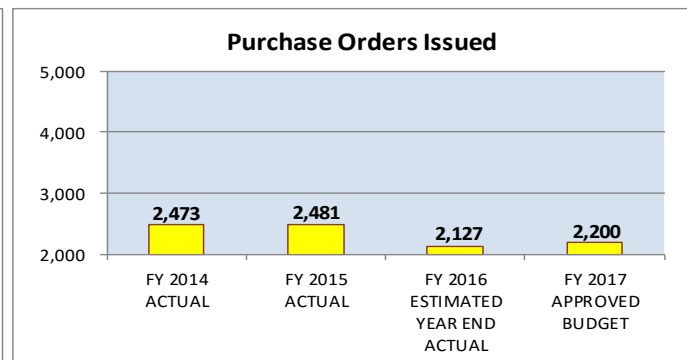 Purchase Orders Issued
5,000
4,000
3,000
2,000
2,473
2,481
2,127
2,200
FY 2014
ACTUAL
FY 2015
ACTUAL
FY 2016
ESTIMATED
YEAR END
ACTUAL
FY 2017
APPROVED
BUDGET